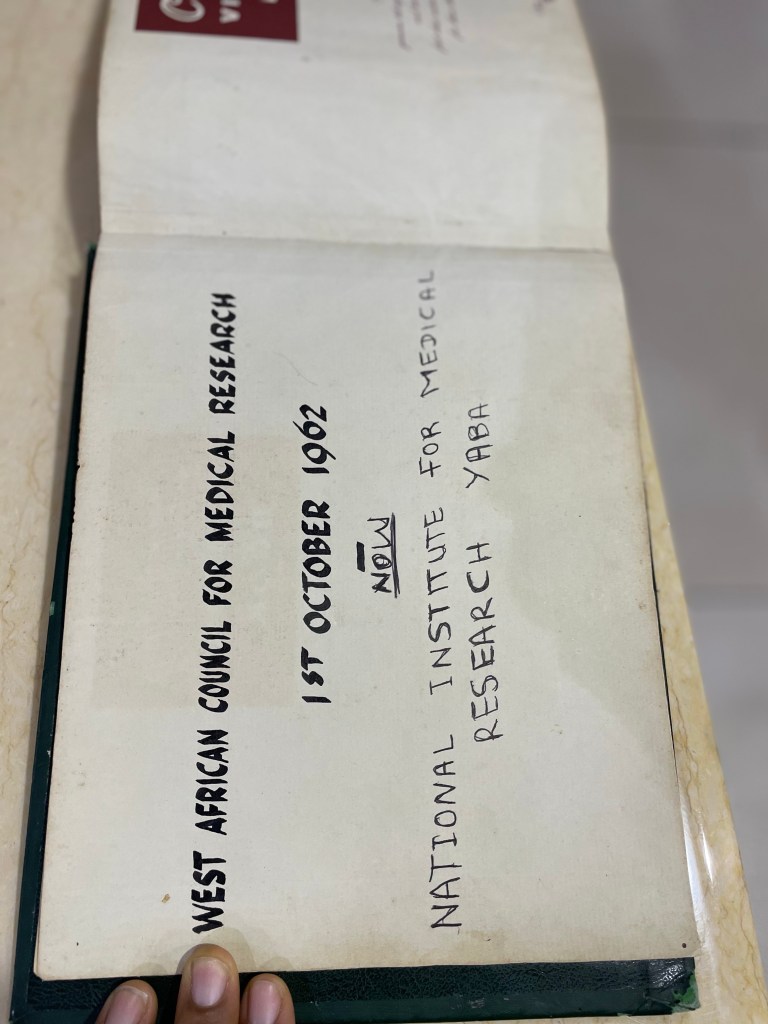 WEST AFRICAN COUNCIL FOR MEDICAL RESEARCH
1ST OCTOBER 1962
NOW
NATIONAL INSTITUTE FOR MEDICAL
RESEARCH YABA